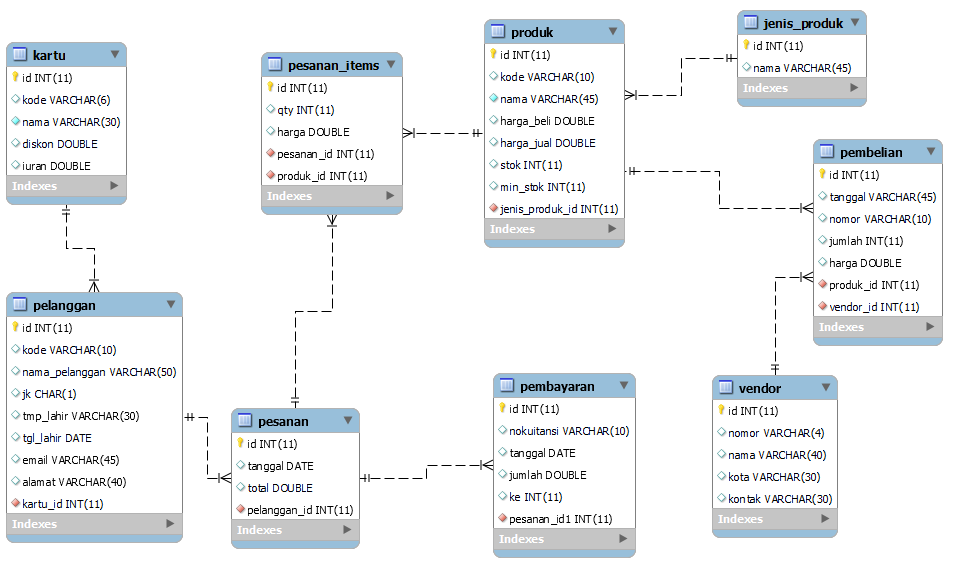 kartu
id INT(11)
kode VARCHAR(6)
nama VARCHAR(30)
diskon DOUBLE
iuran DOUBLE
Indexes
pesanan_items
id INT(11)
qty INT(11)
harga DOUBLE
pesanan_id INT(11)
produk_id INT(11)
Indexes
produk
id INT(11)
kode VARCHAR(10)
nama VARCHAR(45)
harga_beli DOUBLE
harga_jual DOUBLE
stok INT(11)
min_stok INT(11)
jenis_produk_id INT(11)
Indexes
jenis_produk
id INT(11)
nama VARCHAR(45)
Indexes
pembelian
id INT(11)
tanggal VARCHAR(45)
nomor VARCHAR(10)
jumlah INT(11)
harga DOUBLE
produk_id INT(11)
vendor_id INT(11)
Indexes
pelanggan
id INT(11)
kode VARCHAR(10)
nama_pelanggan VARCHAR(50)
jk CHAR(1)
tmp_lahir VARCHAR(30)
tgl_lahir DATE
email VARCHAR(45)
alamat VARCHAR(40)
kartu_id INT(11)
Indexes
pesanan
id INT(11)
tanggal DATE
total DOUBLE
pelanggan_id INT(11)
Indexes
pembayaran
id INT(11)
nokuitansi VARCHAR(10)
tanggal DATE
jumlah DOUBLE
ke INT(11)
pesanan_id1 INT(11)
Indexes
vendor
id INT(11)
nomor VARCHAR(4)
nama VARCHAR(40)
kota VARCHAR(30)
kontak VARCHAR(30)
Indexes